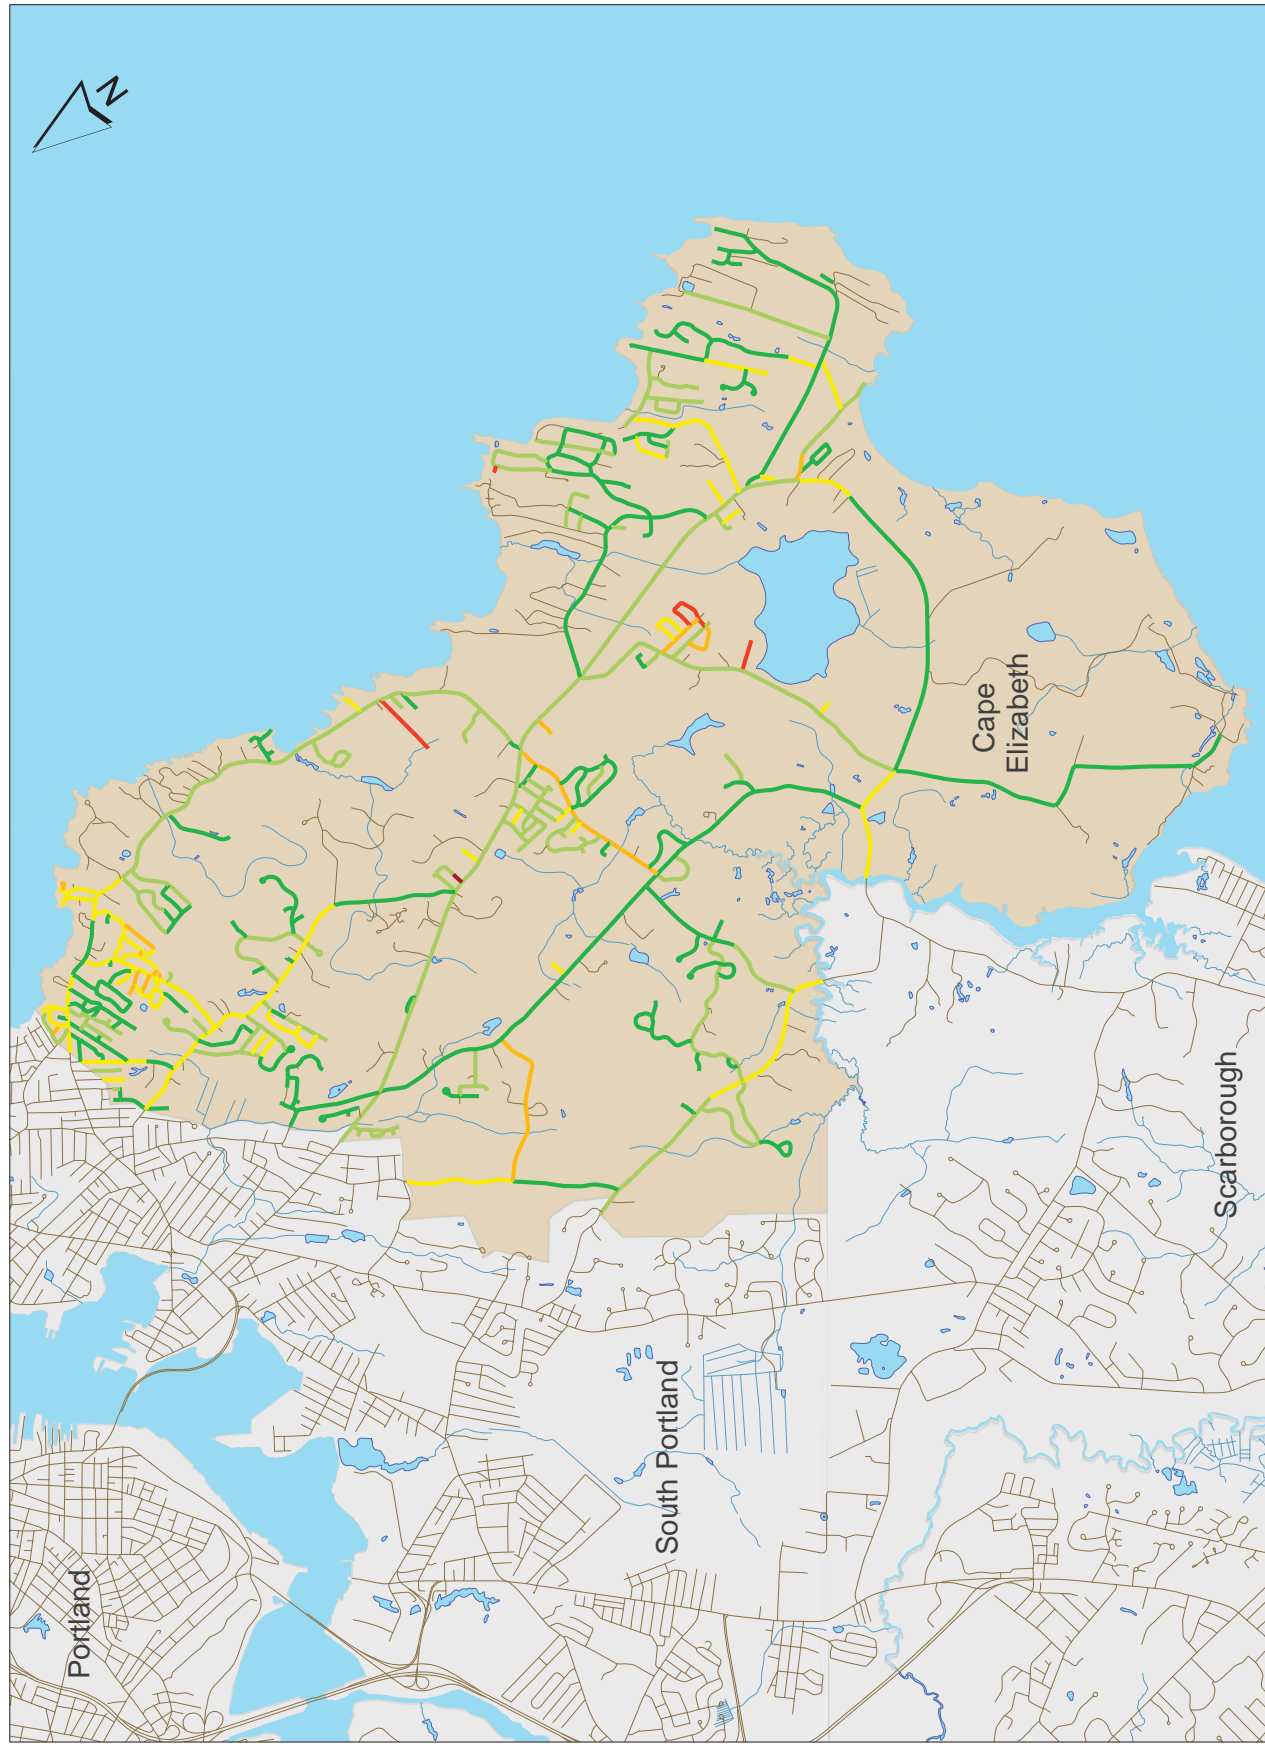 N
Cape
Elizabeth
Scarborough
South Portland
Portland